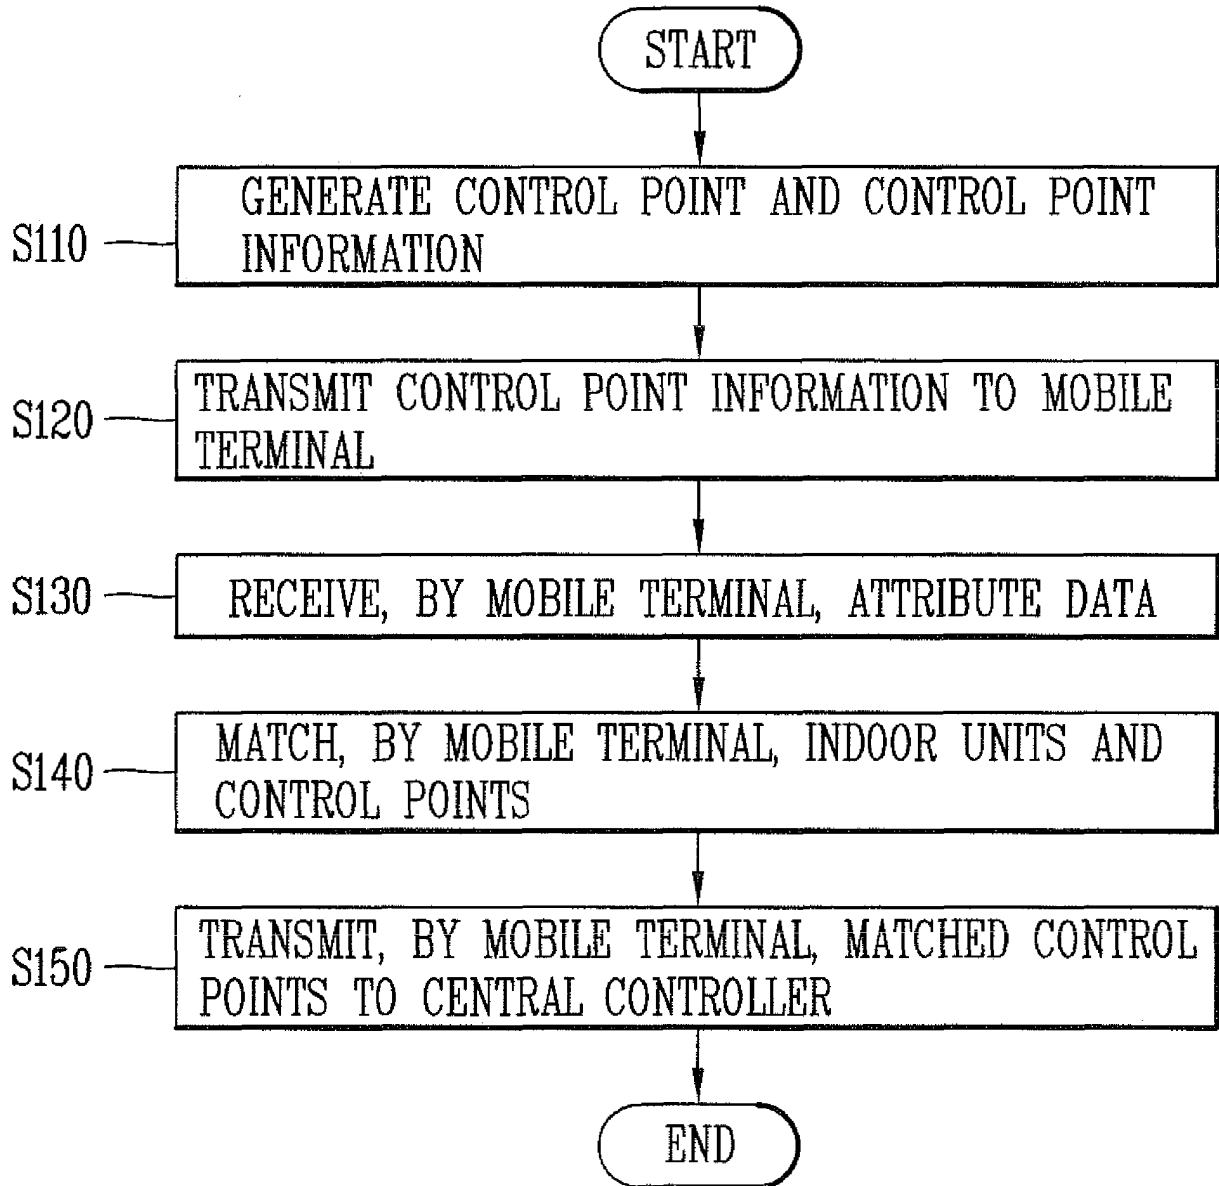 START
GENERATE CONTROL POINT AND CONTROL POINT
INFORMATION
S110
TRANSMIT CONTROL POINT INFORMATION TO MOBILE
TERMINAL
S120
RECEIVE, BY MOBILE TERMINAL, ATTRIBUTE DATA
S130
MATCH, BY MOBILE TERMINAL, INDOOR UNITS AND
CONTROL POINTS
S140
TRANSMIT, BY MOBILE TERMINAL, MATCHED CONTROL
POINTS TO CENTRAL CONTROLLER
S150
END